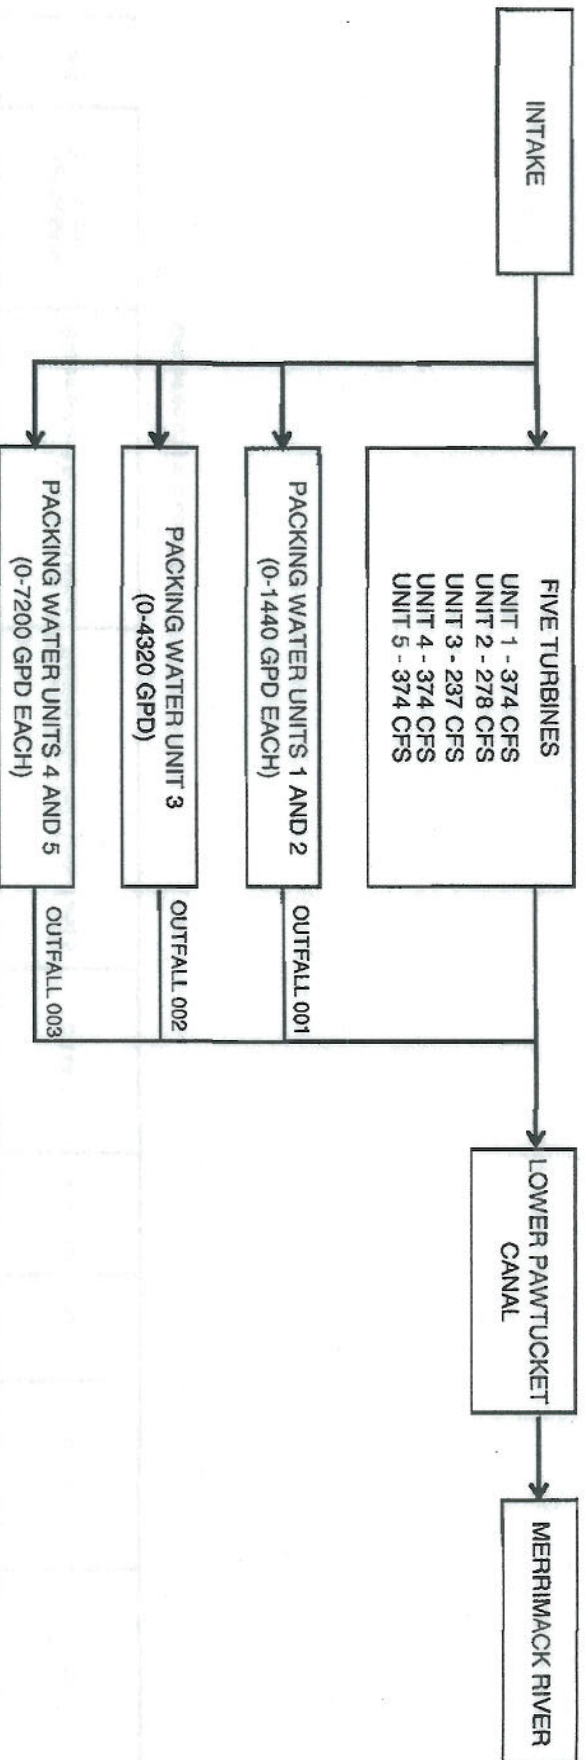 INTAKE
FIVE TURBINES
UNIT 1 - 374 CFS
UNIT 2 - 278 CFS
UNIT 3 - 237 CFS
UNIT 4 - 374 CFS
UNIT 5 - 374 CFS
PACKING WATER UNITS 1 AND 2
(0-1440 GPD EACH)
OUTFALL 001
PACKING WATER UNIT 3
(0-4320 GPD)
OUTFALL 002
PACKING WATER UNITS 4 AND 5
(0-7200 GPD EACH)
OUTFALL 003
LOWER PAWTUCKET
CANAL
MERRIMACK RIVER